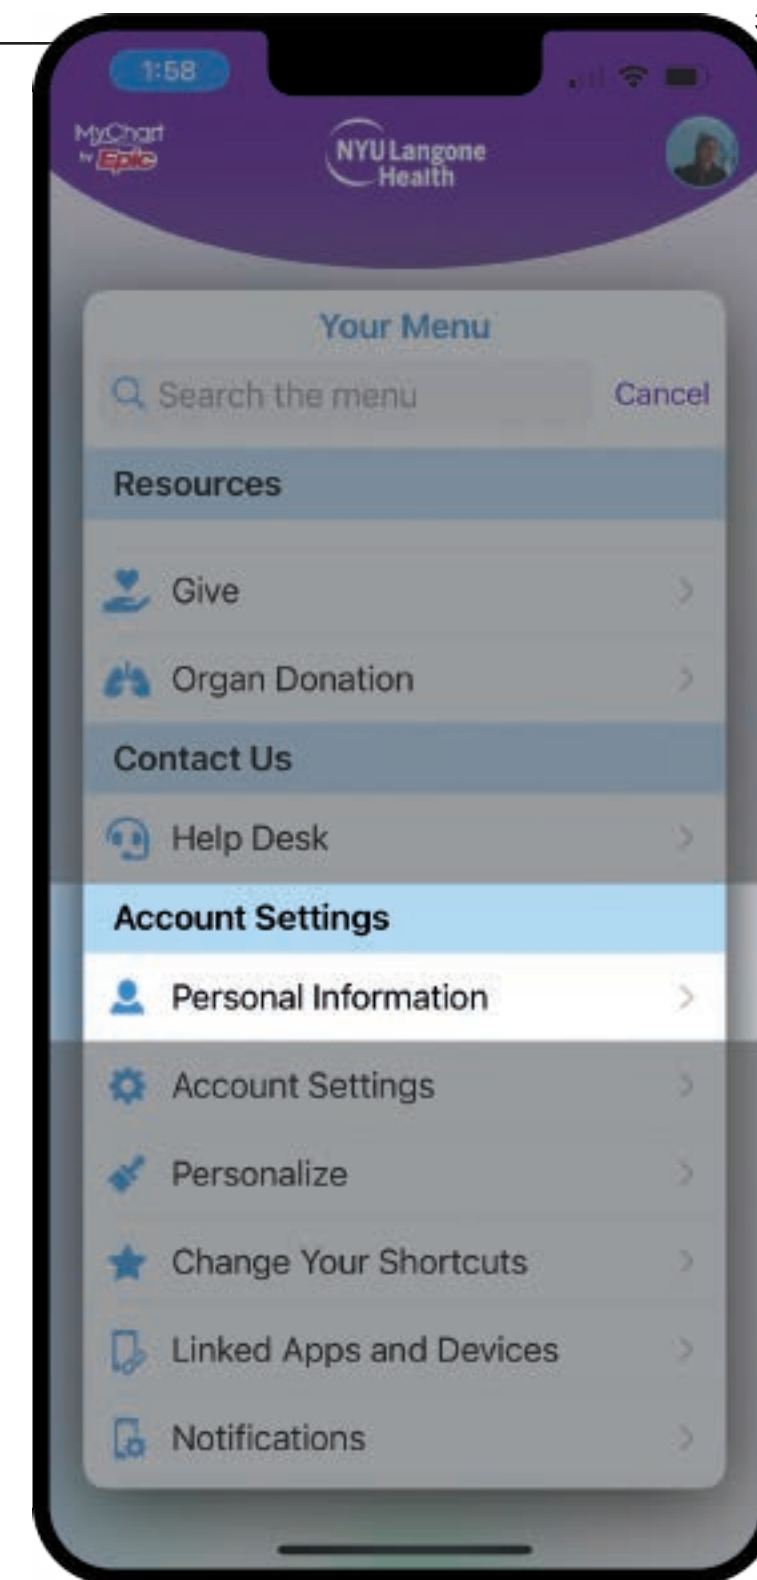 1:58
MyChart
by Epic
NYU Langone
Health
Your Menu
Search the menu
Cancel
Resources
Give
Organ Donation
Contact Us
Help Desk
Account Settings
Personal Information
Account Settings
Personalize
Change Your Shortcuts
Linked Apps and Devices
Notifications